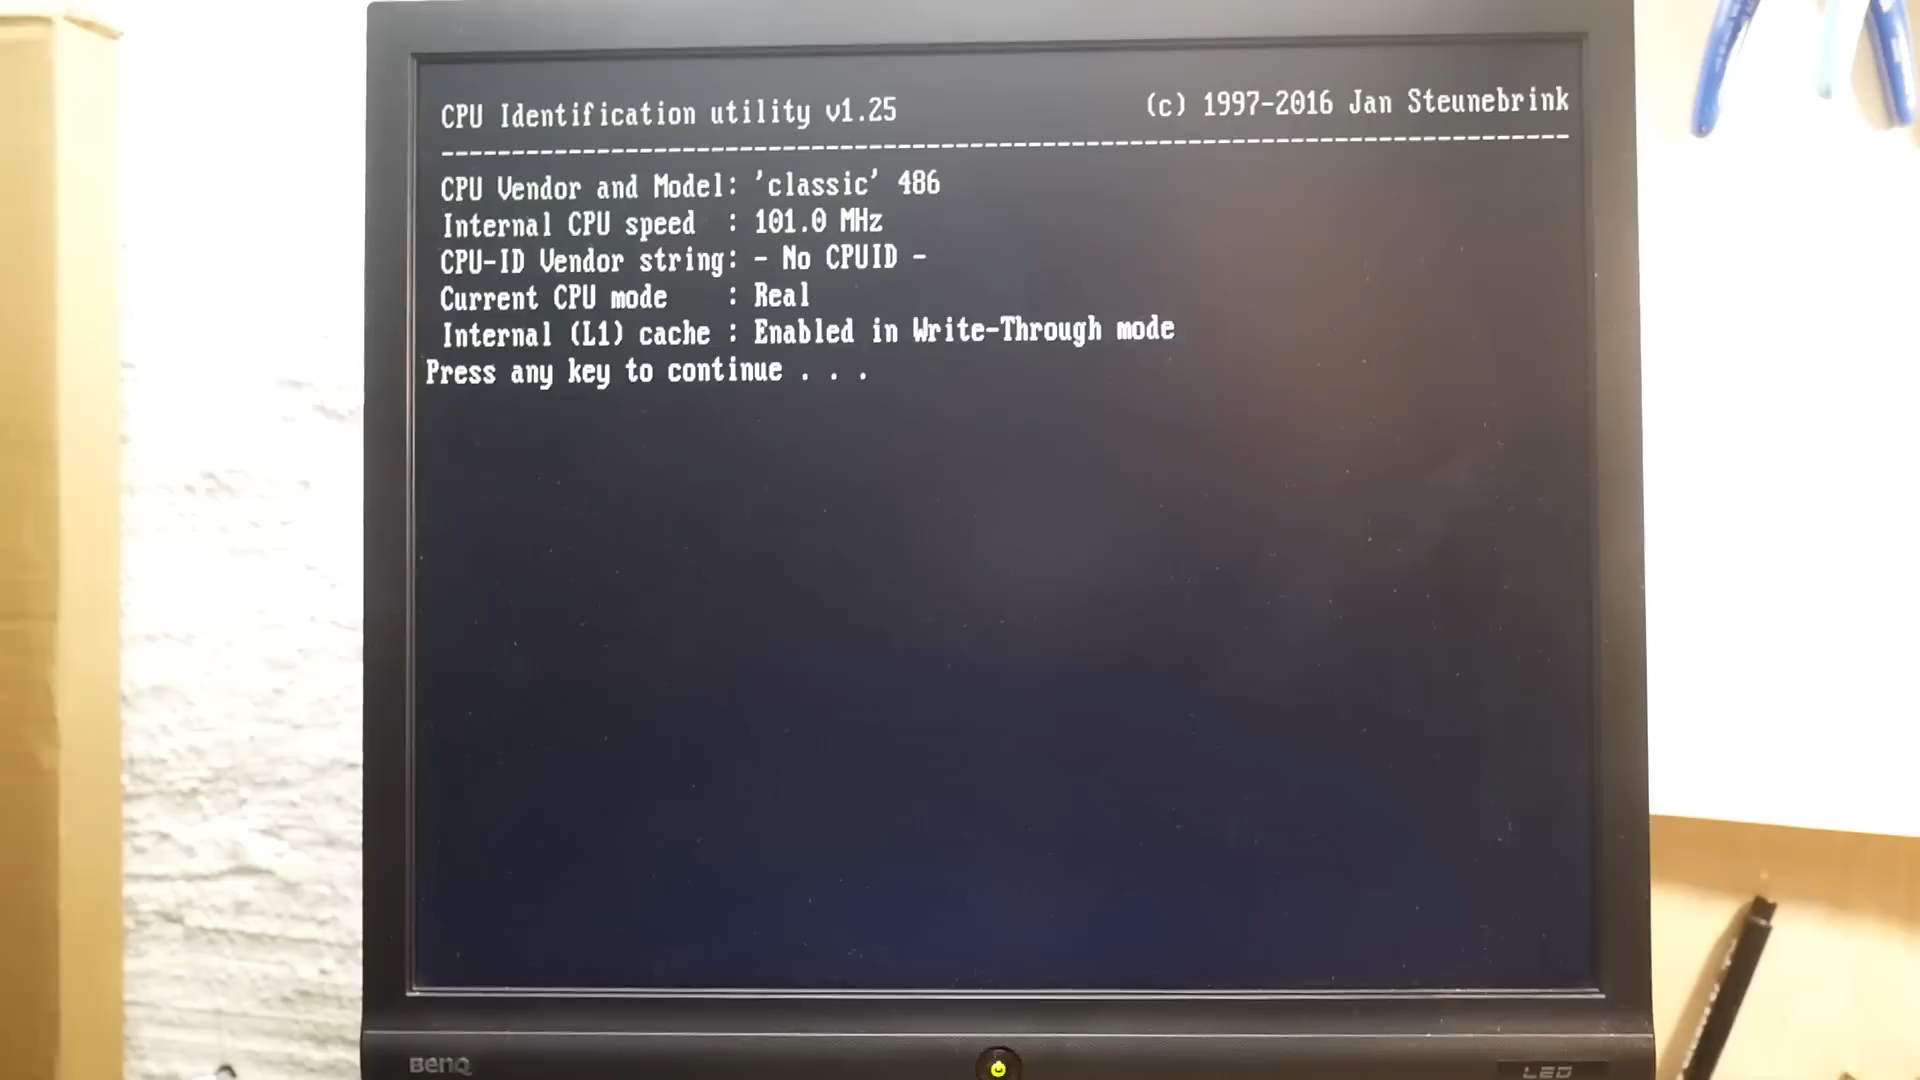 CPU Identification utility v1.25 (c) 1997-2016 Jan Steunebrink
--------------------------------------------------------------------------------
CPU Vendor and Model: 'classic' 486
Internal CPU speed : 101.0 MHz
CPU-ID Vendor string: - No CPUID -
Current CPU mode : Real
Internal (L1) cache : Enabled in Write-Through mode
Press any key to continue . . .
BenQ
LED